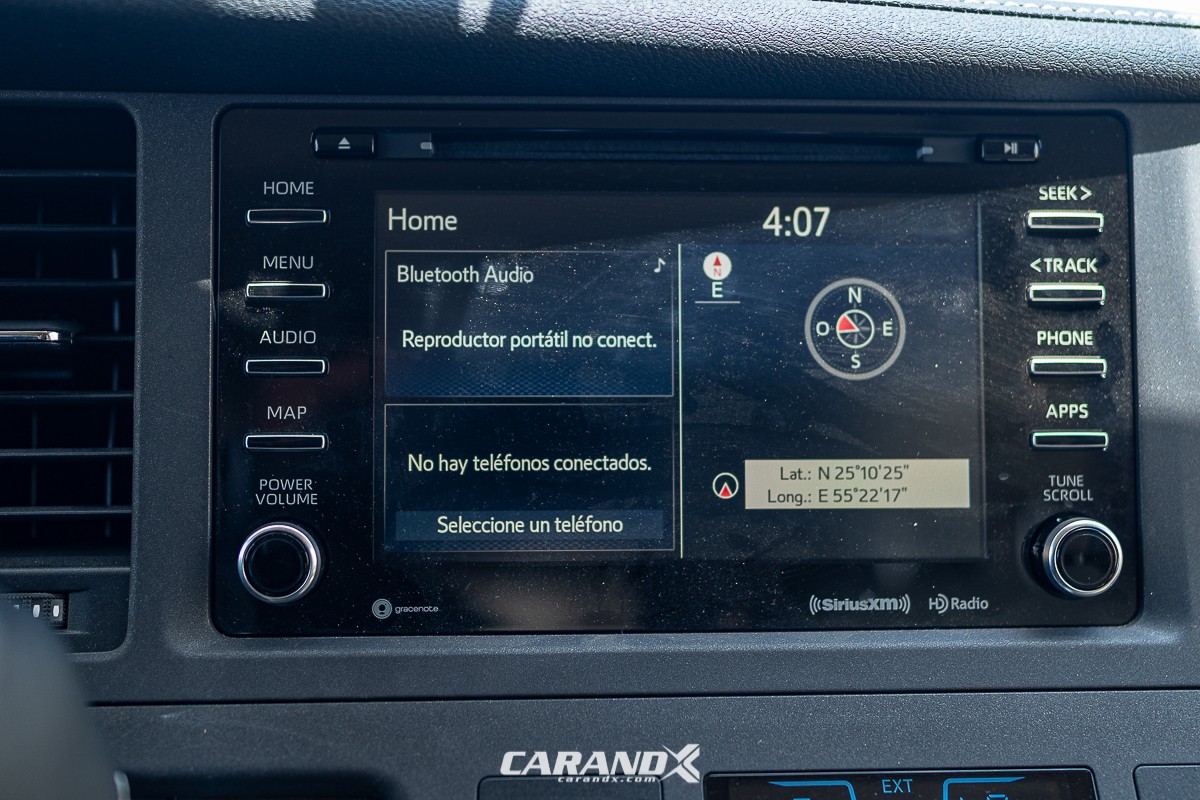 HOME
MENU
AUDIO
MAP
POWER
VOLUME
Home
4:07
Bluetooth Audio
Reproductor portátil no conect.
No hay teléfonos conectados.
Seleccione un teléfono
N
E
N
O
E
S
Lat.: N 25°10'25"
Long.: E 55°22'17"
SEEK>
<TRACK
PHONE
APPS
TUNE
SCROLL
gracenote
SiriusXM
HD Radio
CARANDX
carandx.com
EXT